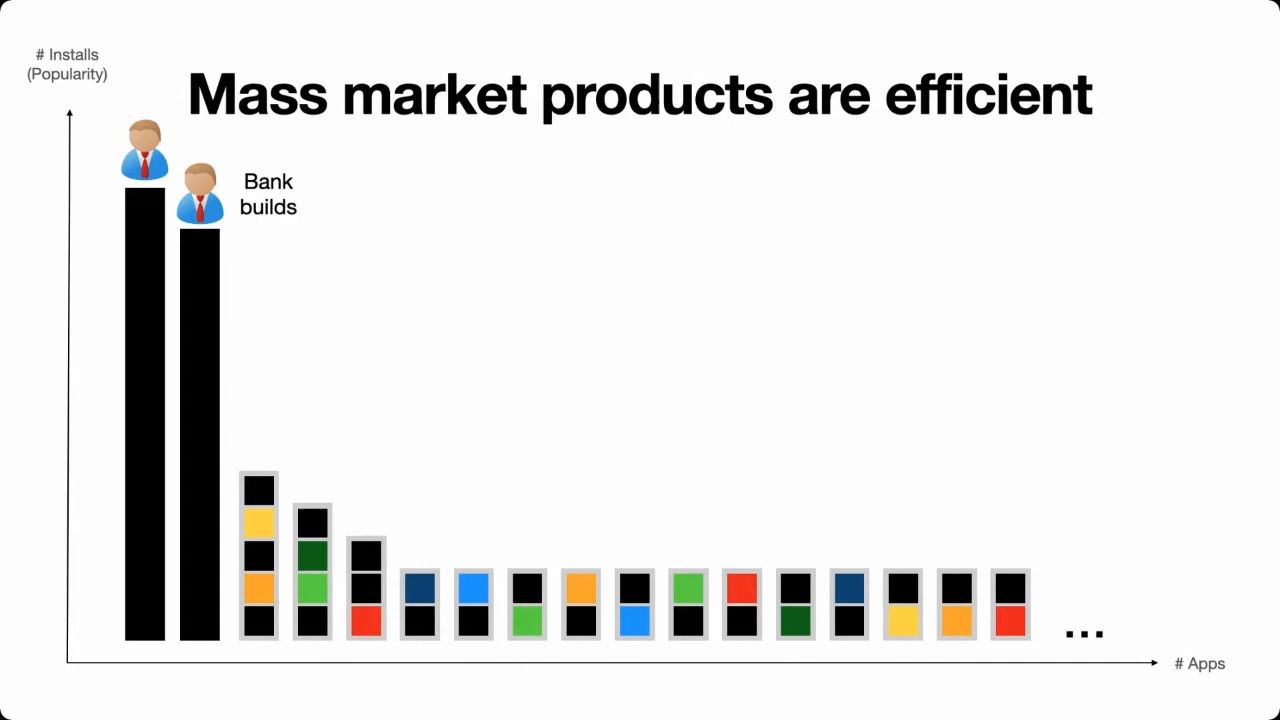 # Installs
(Popularity)
Mass market products are efficient
Bank
builds
...
# Apps